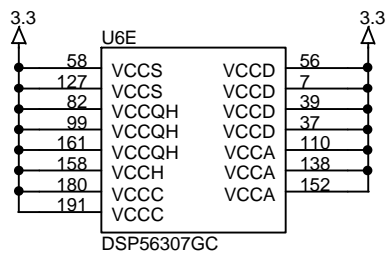 3.3 3.3
U6E
58 VCCS VCCD 56
127 VCCS VCCD 7
82 VCCQH VCCD 39
99 VCCQH VCCD 37
161 VCCQH VCCA 110
158 VCCH VCCA 138
180 VCCC VCCA 152
191 VCCC
DSP56307GC